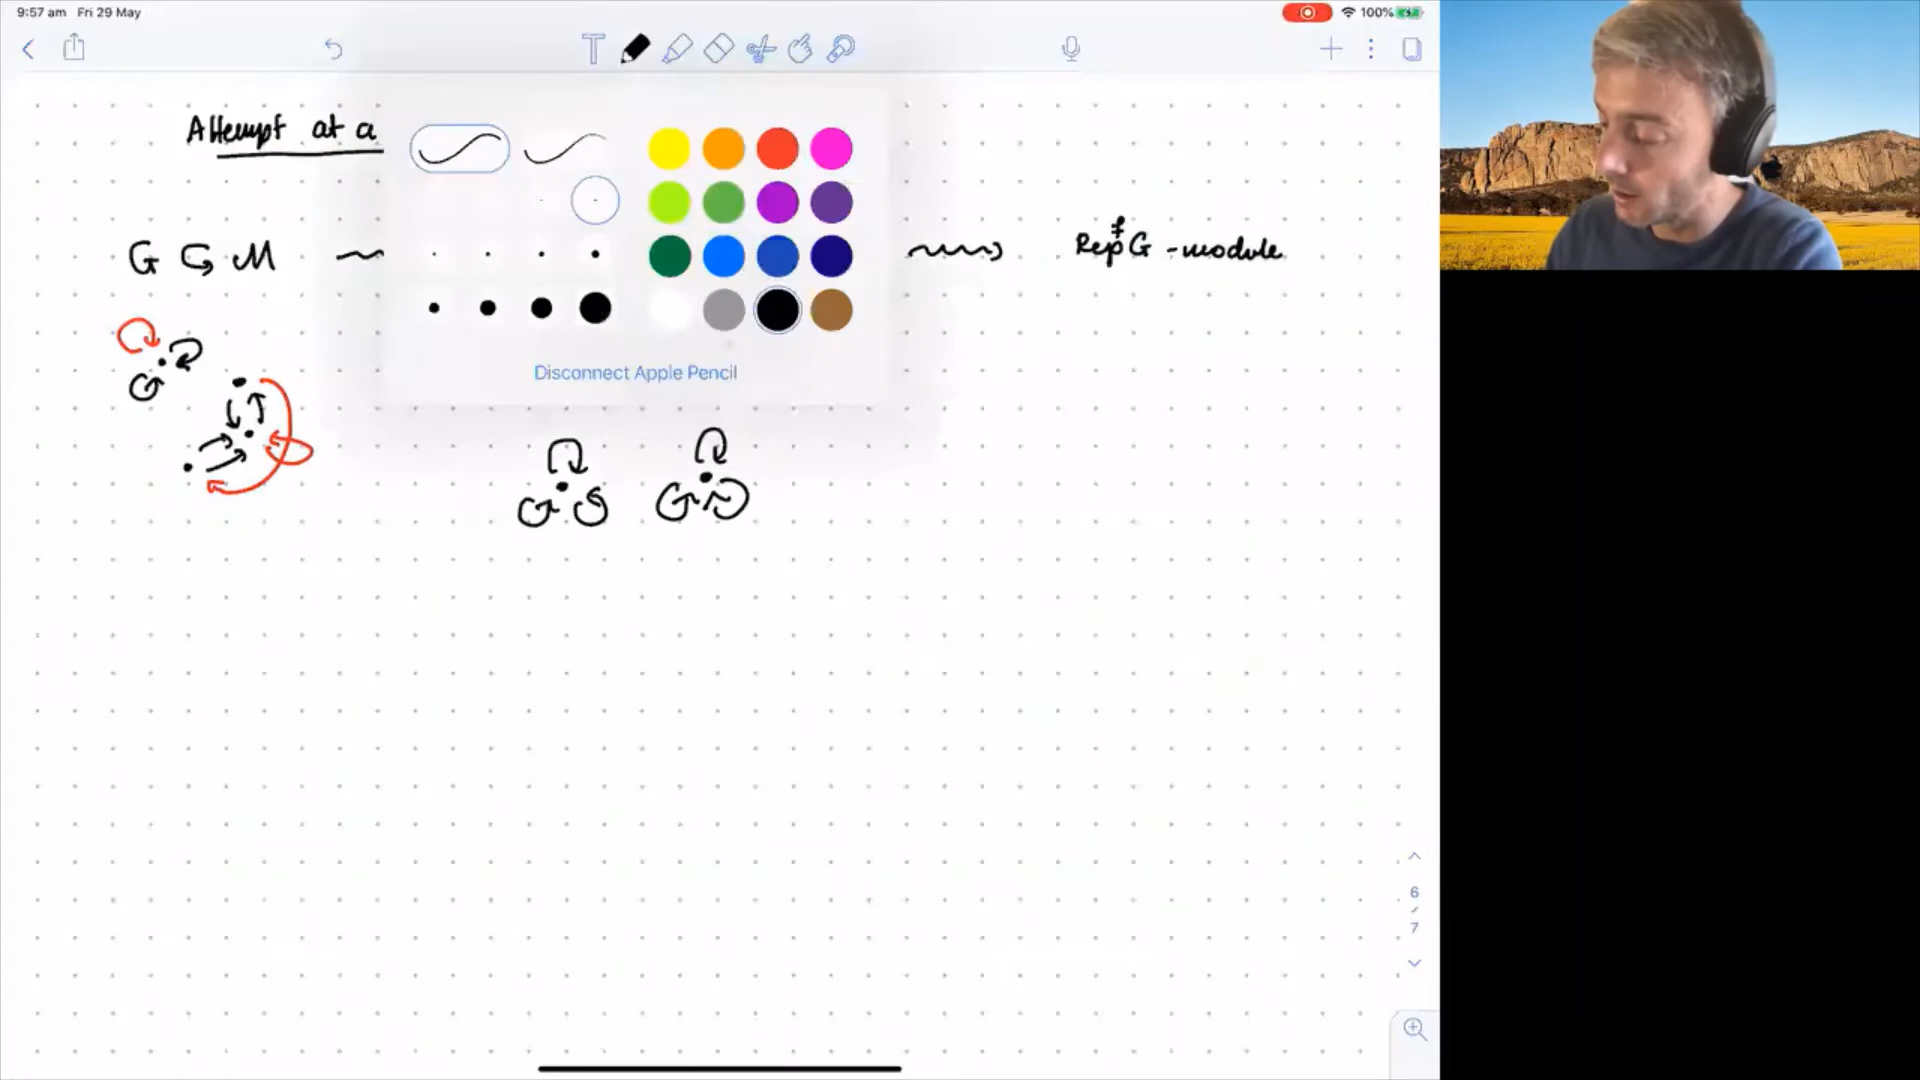 9:57 am Fri 29 May
100%
T
Attempt at a
G M
Rep G - module
Disconnect Apple Pencil
6
/
7